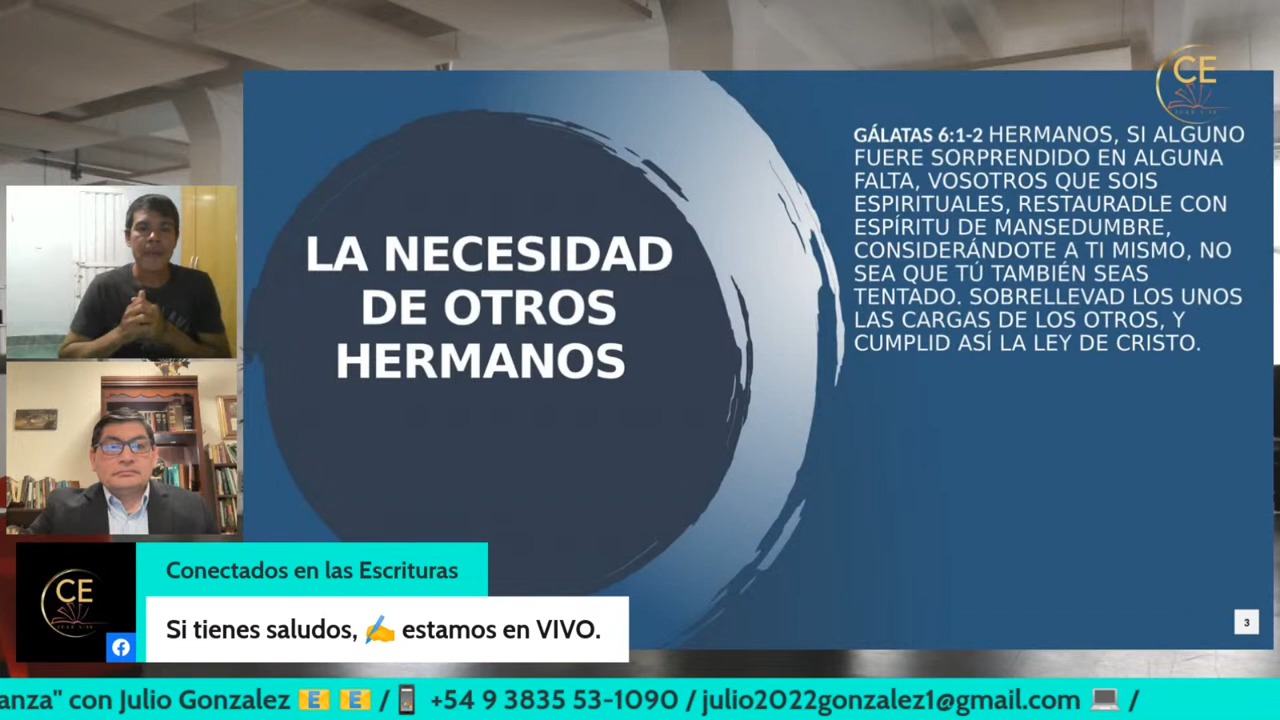 CE
GÁLATAS 6:1-2 HERMANOS, SI ALGUNO
FUERE SORPRENDIDO EN ALGUNA
FALTA, VOSOTROS QUE SOIS
ESPIRITUALES, RESTAURADLE CON
ESPÍRITU DE MANSEDUMBRE,
CONSIDERÁNDOTE A TI MISMO, NO
SEA QUE TÚ TAMBIÉN SEAS
TENTADO. SOBRELLEVAD LOS UNOS
LAS CARGAS DE LOS OTROS, Y
CUMPLID ASÍ LA LEY DE CRISTO.
LA NECESIDAD
DE OTROS
HERMANOS
3
CE
Conectados en las Escrituras
Si tienes saludos, ✍️ estamos en VIVO.
anza" con Julio Gonzalez 📧 📧 /📱 +54 9 3835 53-1090 / julio2022gonzalez1@gmail.com 💻 /